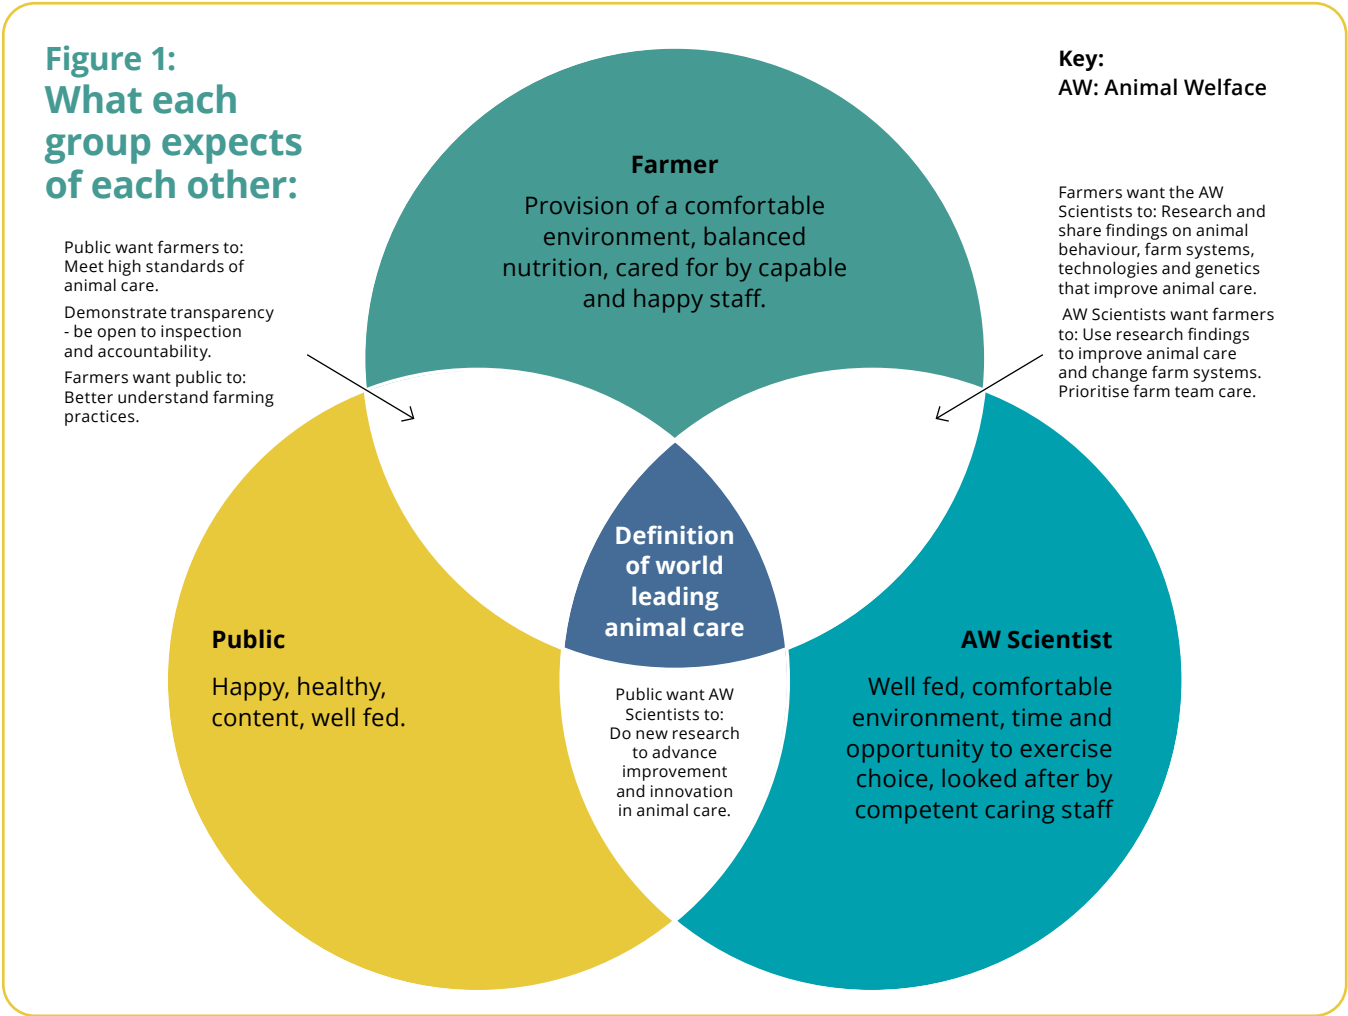 Figure 1:
What each
group expects
of each other:
Key:
AW: Animal Welface
Public want farmers to:
Meet high standards of
animal care.
Demonstrate transparency
- be open to inspection
and accountability.
Farmers want public to:
Better understand farming
practices.
Farmer
Provision of a comfortable
environment, balanced
nutrition, cared for by capable
and happy staff.
Farmers want the AW
Scientists to: Research and
share findings on animal
behaviour, farm systems,
technologies and genetics
that improve animal care.
AW Scientists want farmers
to: Use research findings
to improve animal care
and change farm systems.
Prioritise farm team care.
Definition
of world
leading
animal care
Public
Happy, healthy,
content, well fed.
Public want AW
Scientists to:
Do new research
to advance
improvement
and innovation
in animal care.
AW Scientist
Well fed, comfortable
environment, time and
opportunity to exercise
choice, looked after by
competent caring staff